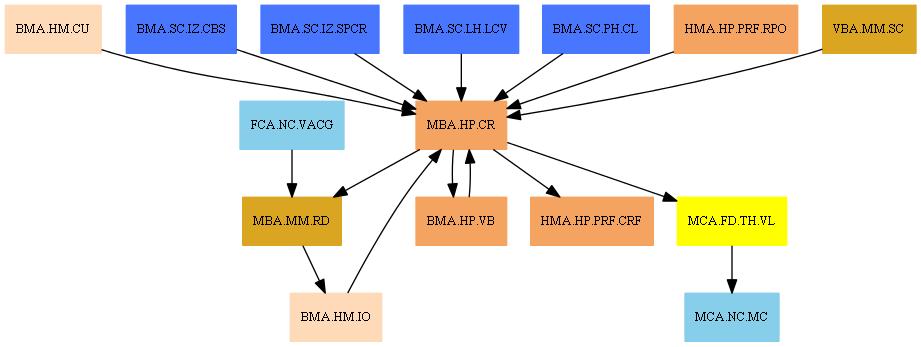 BMA.HM.CU
BMA.SC.IZ.CBS
BMA.SC.IZ.SPCR
BMA.SC.LH.LCV
BMA.SC.PH.CL
HMA.HP.PRF.RPO
VBA.MM.SC
FCA.NC.VACG
MBA.HP.CR
MBA.MM.RD
BMA.HP.VB
HMA.HP.PRF.CRF
MCA.FD.TH.VL
BMA.HM.IO
MCA.NC.MC